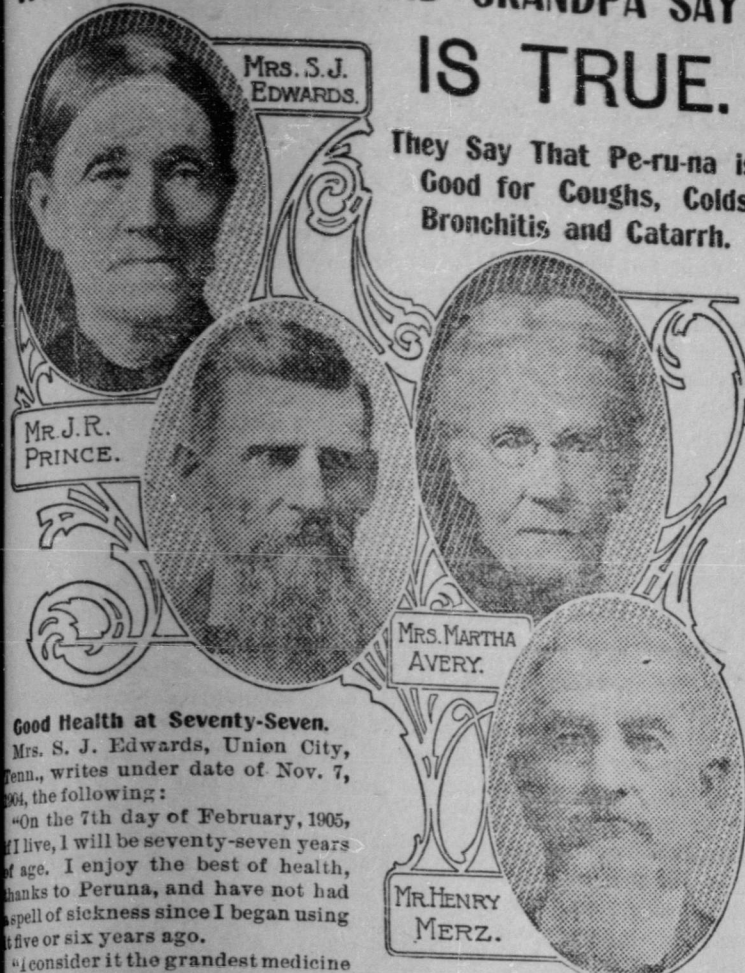 GRANDPA SAY
IS TRUE.
MRS. S. J.
EDWARDS.
They Say That Pe-ru-na is
Good for Coughs, Colds
Bronchitis and Catarrh.
MR J. R.
PRINCE.
MRS. MARTHA
AVERY.
Good Health at Seventy-Seven.
Mrs. S. J. Edwards, Union City,
Tenn., writes under date of Nov. 7,
1904, the following:
"On the 7th day of February, 1905,
if I live, I will be seventy-seven years
of age. I enjoy the best of health,
thanks to Peruna, and have not had
a spell of sickness since I began using
it five or six years ago.
"I consider it the grandest medicine
MR. HENRY
MERZ.